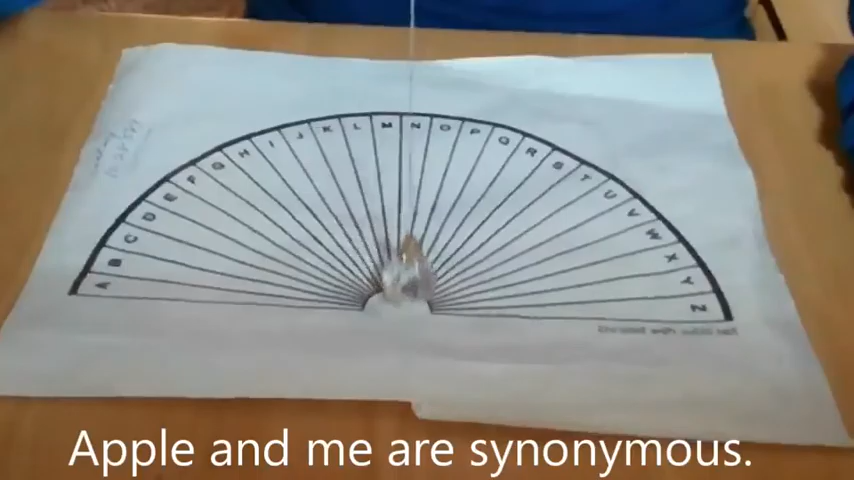 A B C D E F G H I J K L M N O P Q R S T U V W X Y Z
Apple and me are synonymous.